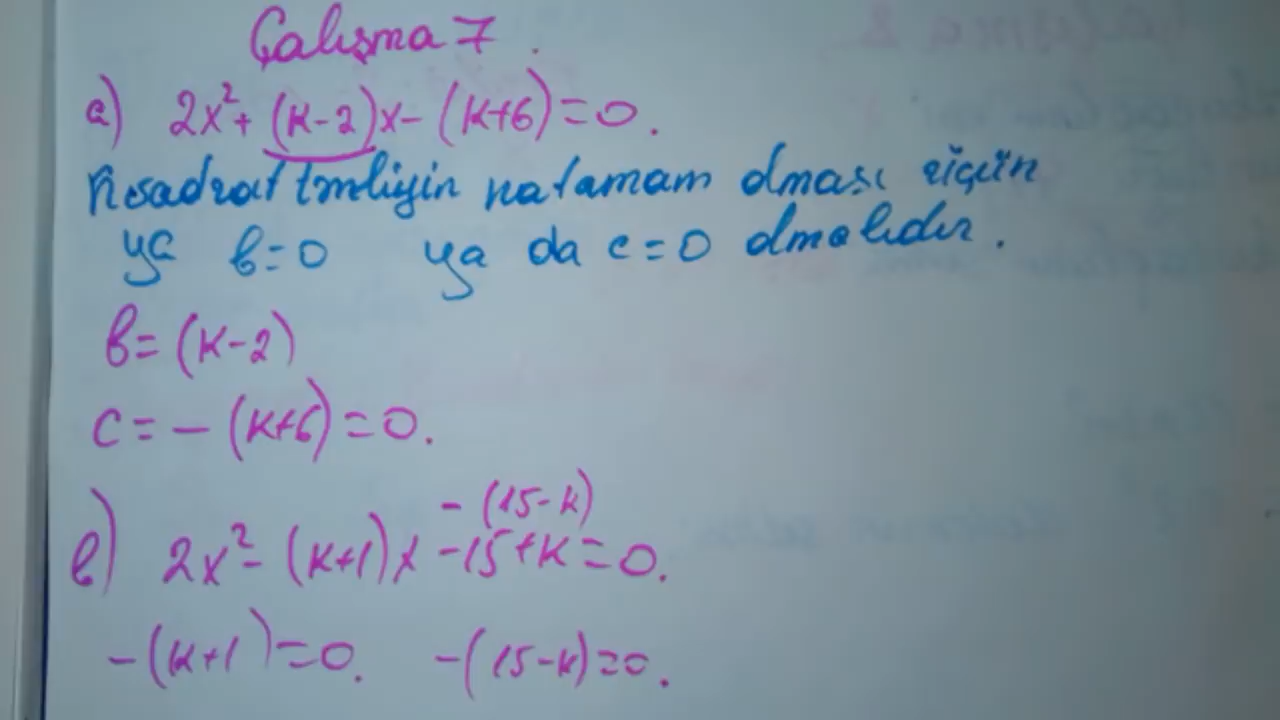 Çalışma 7.
a) 2x²+ (k-2)x- (k+6)=0.
Kvadrat tənliyin natamam olması üçün
ya b=0 ya da c=0 olmalıdır.
b= (k-2)
c= - (k+6)=0.
- (15-k)
b) 2x²- (k+1)x -15+k=0.
-(k+1)=0. -(15-k)=0.